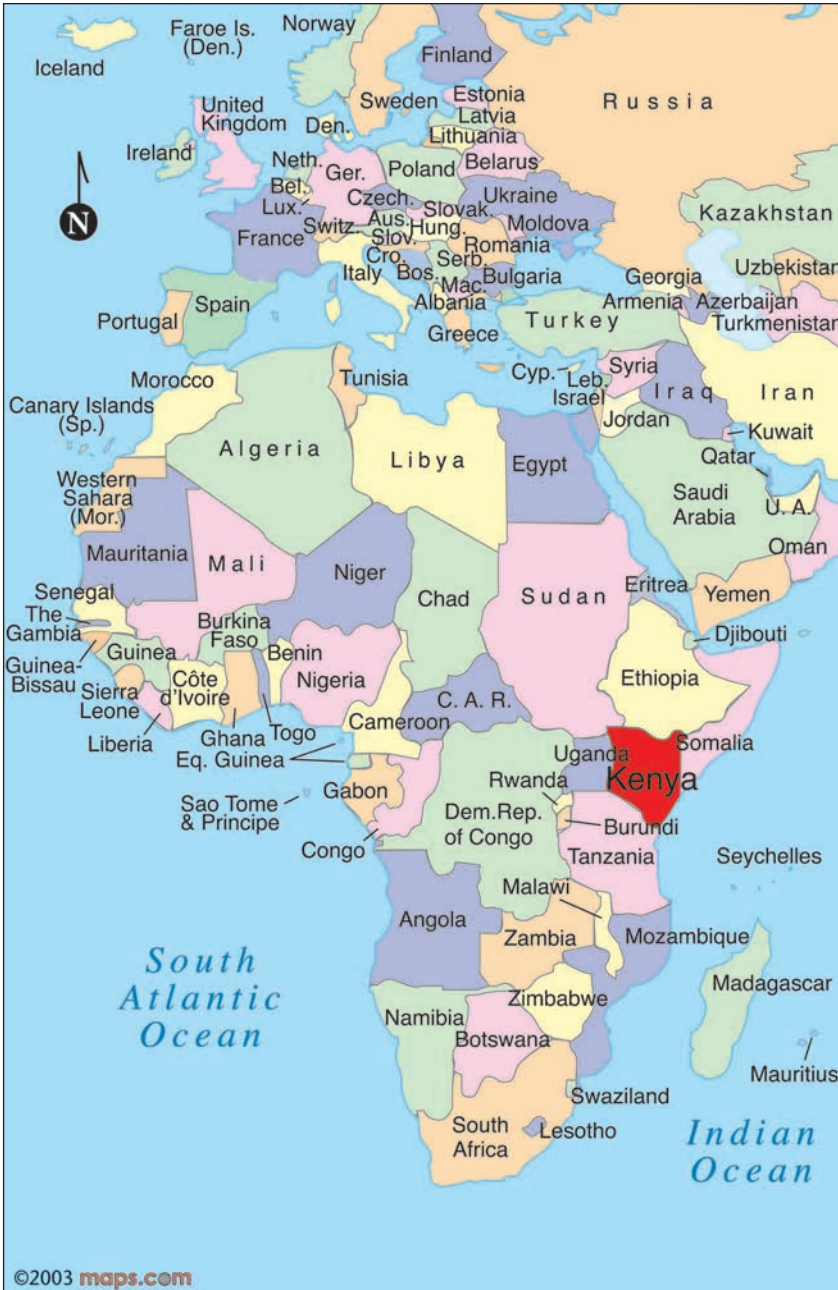 Faroe Is.
(Den.)
Norway
Iceland
Finland
Sweden
Estonia
Russia
United
Kingdom
Latvia
Den.
Lithuania
Ireland
Neth.
Ger.
Poland
Belarus
Bel.
Czech.
Ukraine
Lux.
Aus.
Slovak.
Kazakhstan
N
France
Switz.
Hung.
Moldova
Slov.
Romania
Cro.
Serb.
Uzbekistan
Italy
Bos.
Bulgaria
Georgia
Spain
Mac.
Armenia
Azerbaijan
Portugal
Albania
Turkey
Turkmenistan
Greece
Morocco
Tunisia
Cyp.
Syria
Leb.
Iraq
Iran
Canary Islands
(Sp.)
Israel
Jordan
Algeria
Kuwait
Libya
Egypt
Qatar
Western
Sahara
(Mor.)
Saudi
Arabia
U. A.
Mauritania
Oman
Mali
Niger
Senegal
Chad
Sudan
Eritrea
Yemen
The
Gambia
Burkina
Faso
Djibouti
Guinea
Benin
Guinea-
Bissau
Côte
d'Ivoire
Nigeria
Ethiopia
Sierra
Leone
C. A. R.
Cameroon
Liberia
Ghana
Togo
Somalia
Eq. Guinea
Uganda
Kenya
Rwanda
Gabon
Sao Tome
& Principe
Dem.Rep.
of Congo
Burundi
Congo
Tanzania
Seychelles
Malawi
Angola
Zambia
Mozambique
South
Atlantic
Ocean
Madagascar
Zimbabwe
Namibia
Botswana
Mauritius
Swaziland
South
Africa
Lesotho
Indian
Ocean
©2003 maps.com